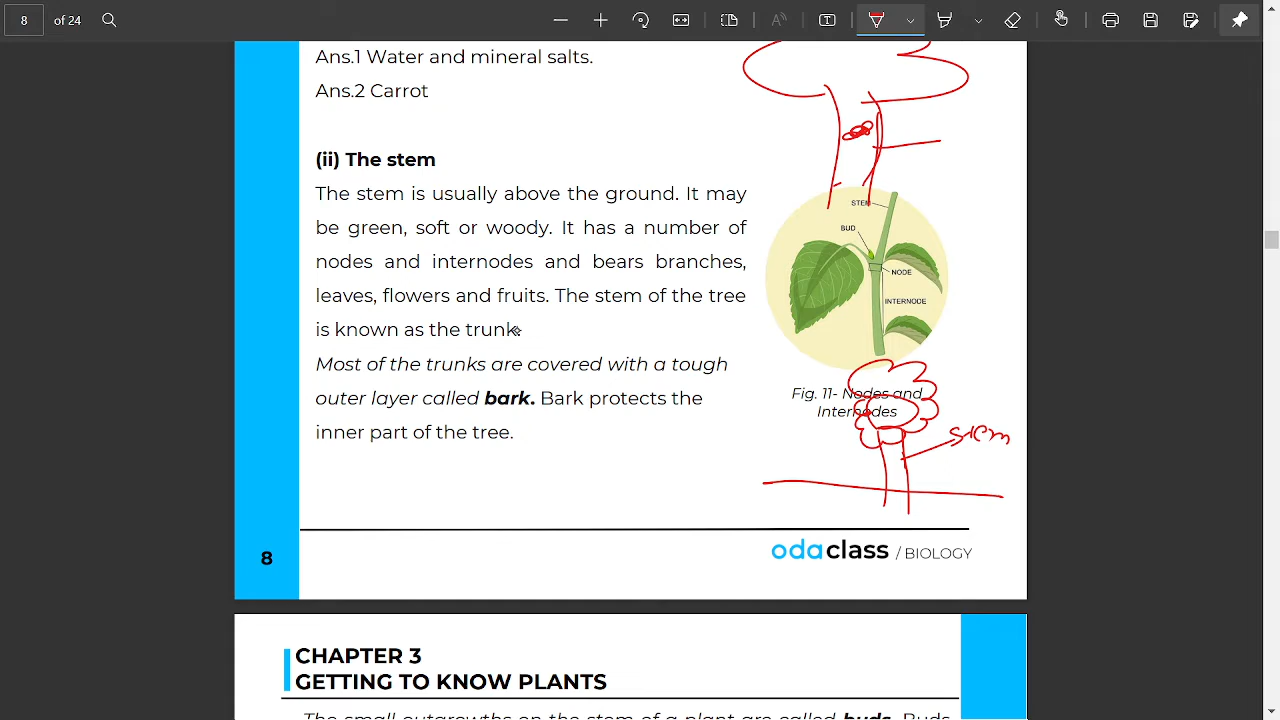 8 of 24
Ans.1 Water and mineral salts.
Ans.2 Carrot
(ii) The stem
The stem is usually above the ground. It may
be green, soft or woody. It has a number of
nodes and internodes and bears branches,
leaves, flowers and fruits. The stem of the tree
is known as the trunk
Most of the trunks are covered with a tough
outer layer called bark. Bark protects the
inner part of the tree.
STEM
BUD
NODE
INTERNODE
Fig. 11- Nodes and
Internodes
stem
8
odaclass / BIOLOGY
CHAPTER 3
GETTING TO KNOW PLANTS
The small outgrowths on the stem of a plant are called buds. Buds